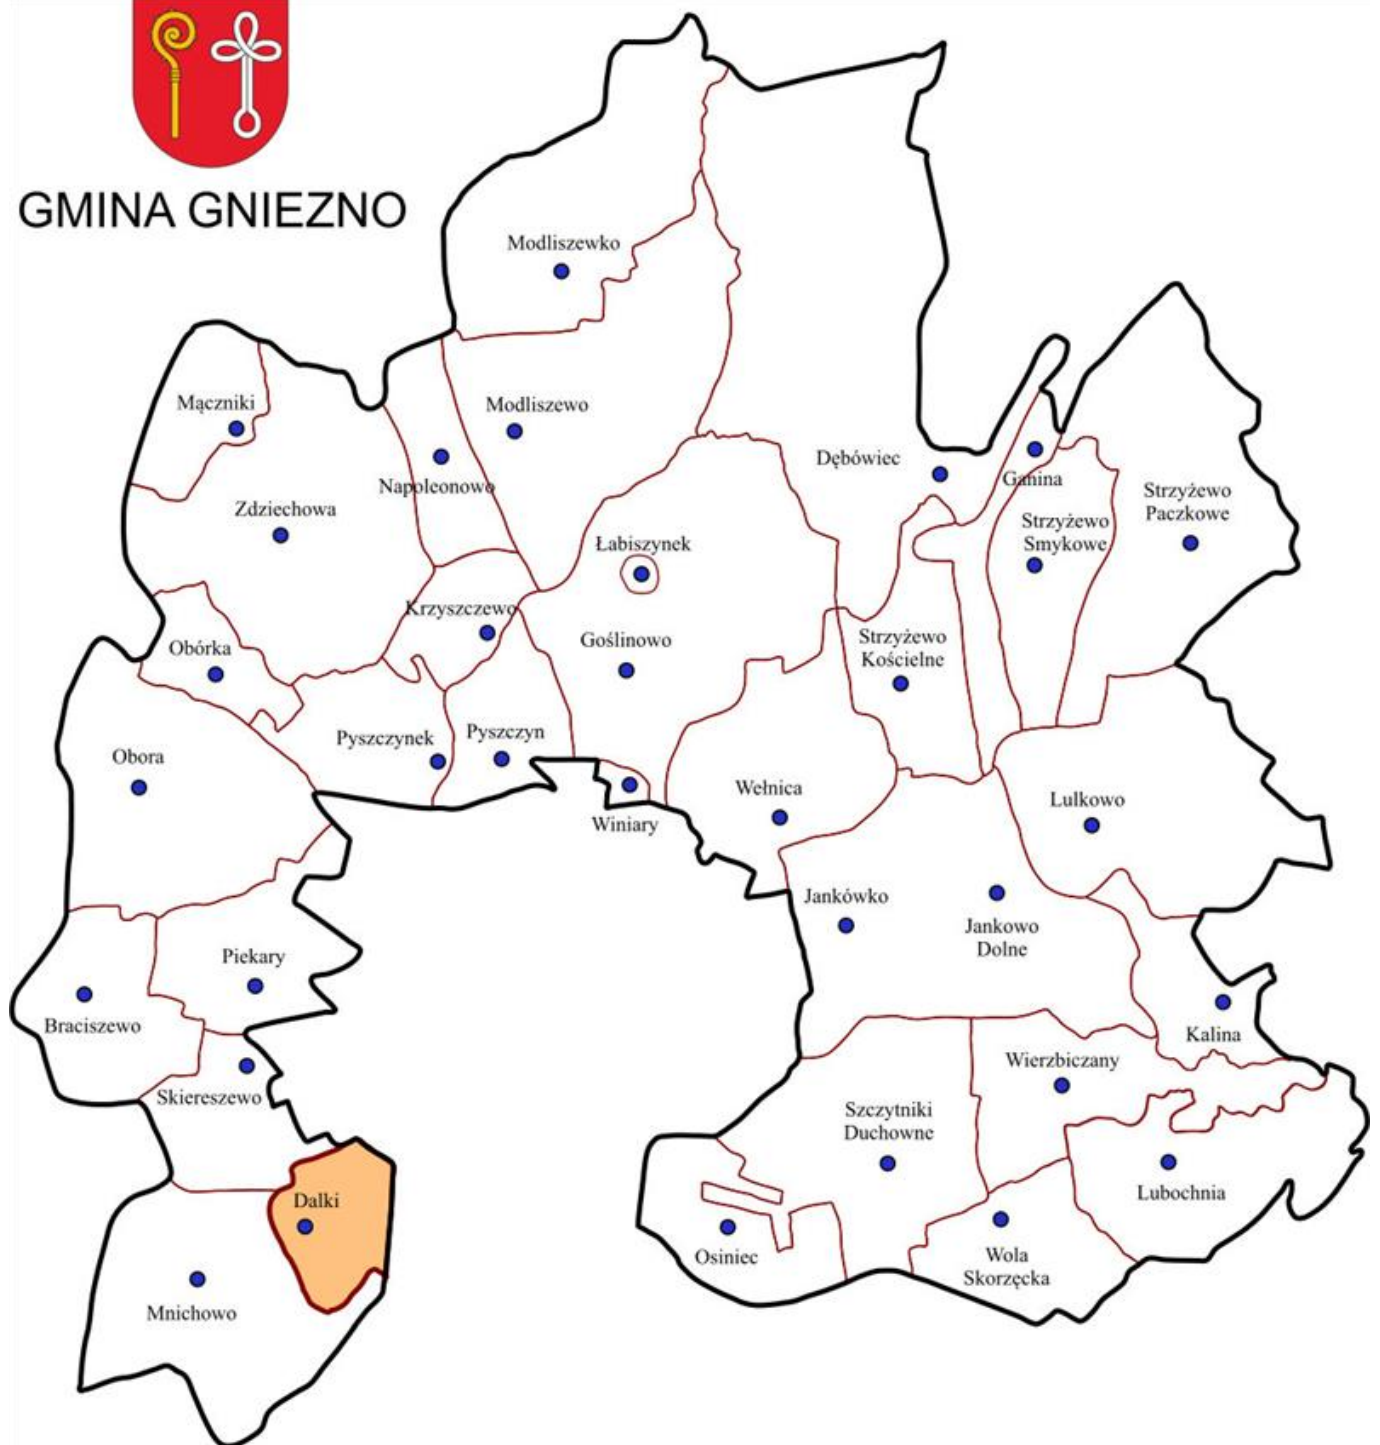 GMINA GNIEZNO
Modliszewko
Mączniki
Modliszewo
Napoleonowo
Zdziechowa
Dębówiec
Ganina
Strzyżewo
Paczkowe
Strzyżewo
Smykowe
Łabiszynek
Krzyszczewo
Goślinowo
Strzyżewo
Kościelne
Obórka
Pyszczynek
Pyszczyn
Obora
Wełnica
Winiary
Lulkowo
Jankówko
Jankowo
Dolne
Piekary
Braciszewo
Kalina
Skiereszewo
Wierzbiczany
Szczytniki
Duchowne
Lubochnia
Dalki
Osiniec
Wola
Skorzęcka
Mnichowo